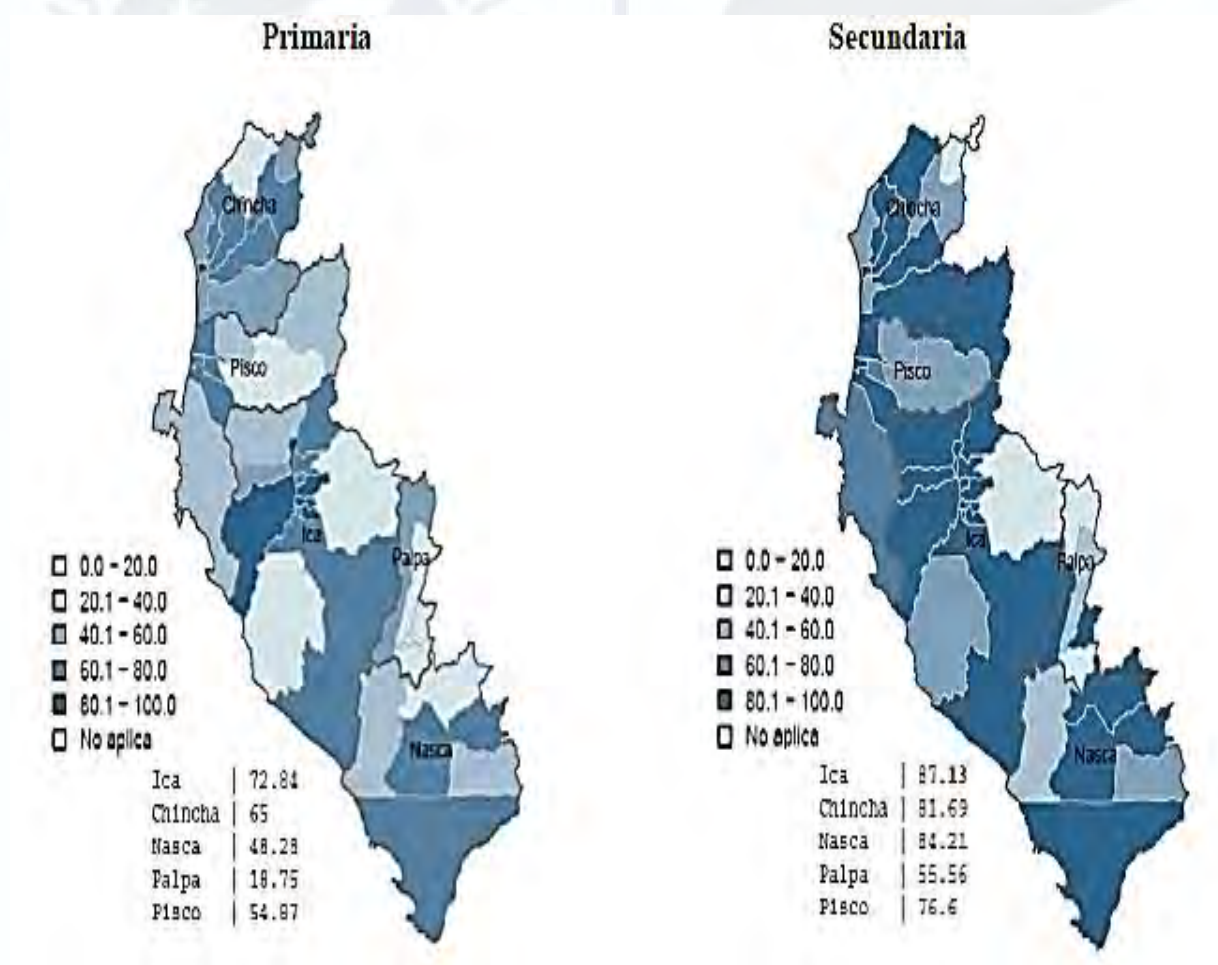 Primaria
Chincha
Pisco
Ica
Palpa
Nasca
0.0 - 20.0
20.1 - 40.0
40.1 - 60.0
60.1 - 80.0
80.1 - 100.0
No aplica
Ica | 72.84
Chincha | 65
Nasca | 48.28
Palpa | 18.75
Pisco | 54.87
Secundaria
Chincha
Pisco
Ica
Palpa
Nasca
0.0 - 20.0
20.1 - 40.0
40.1 - 60.0
60.1 - 80.0
80.1 - 100.0
No aplica
Ica | 87.13
Chincha | 81.69
Nasca | 84.21
Palpa | 55.56
Pisco | 76.6